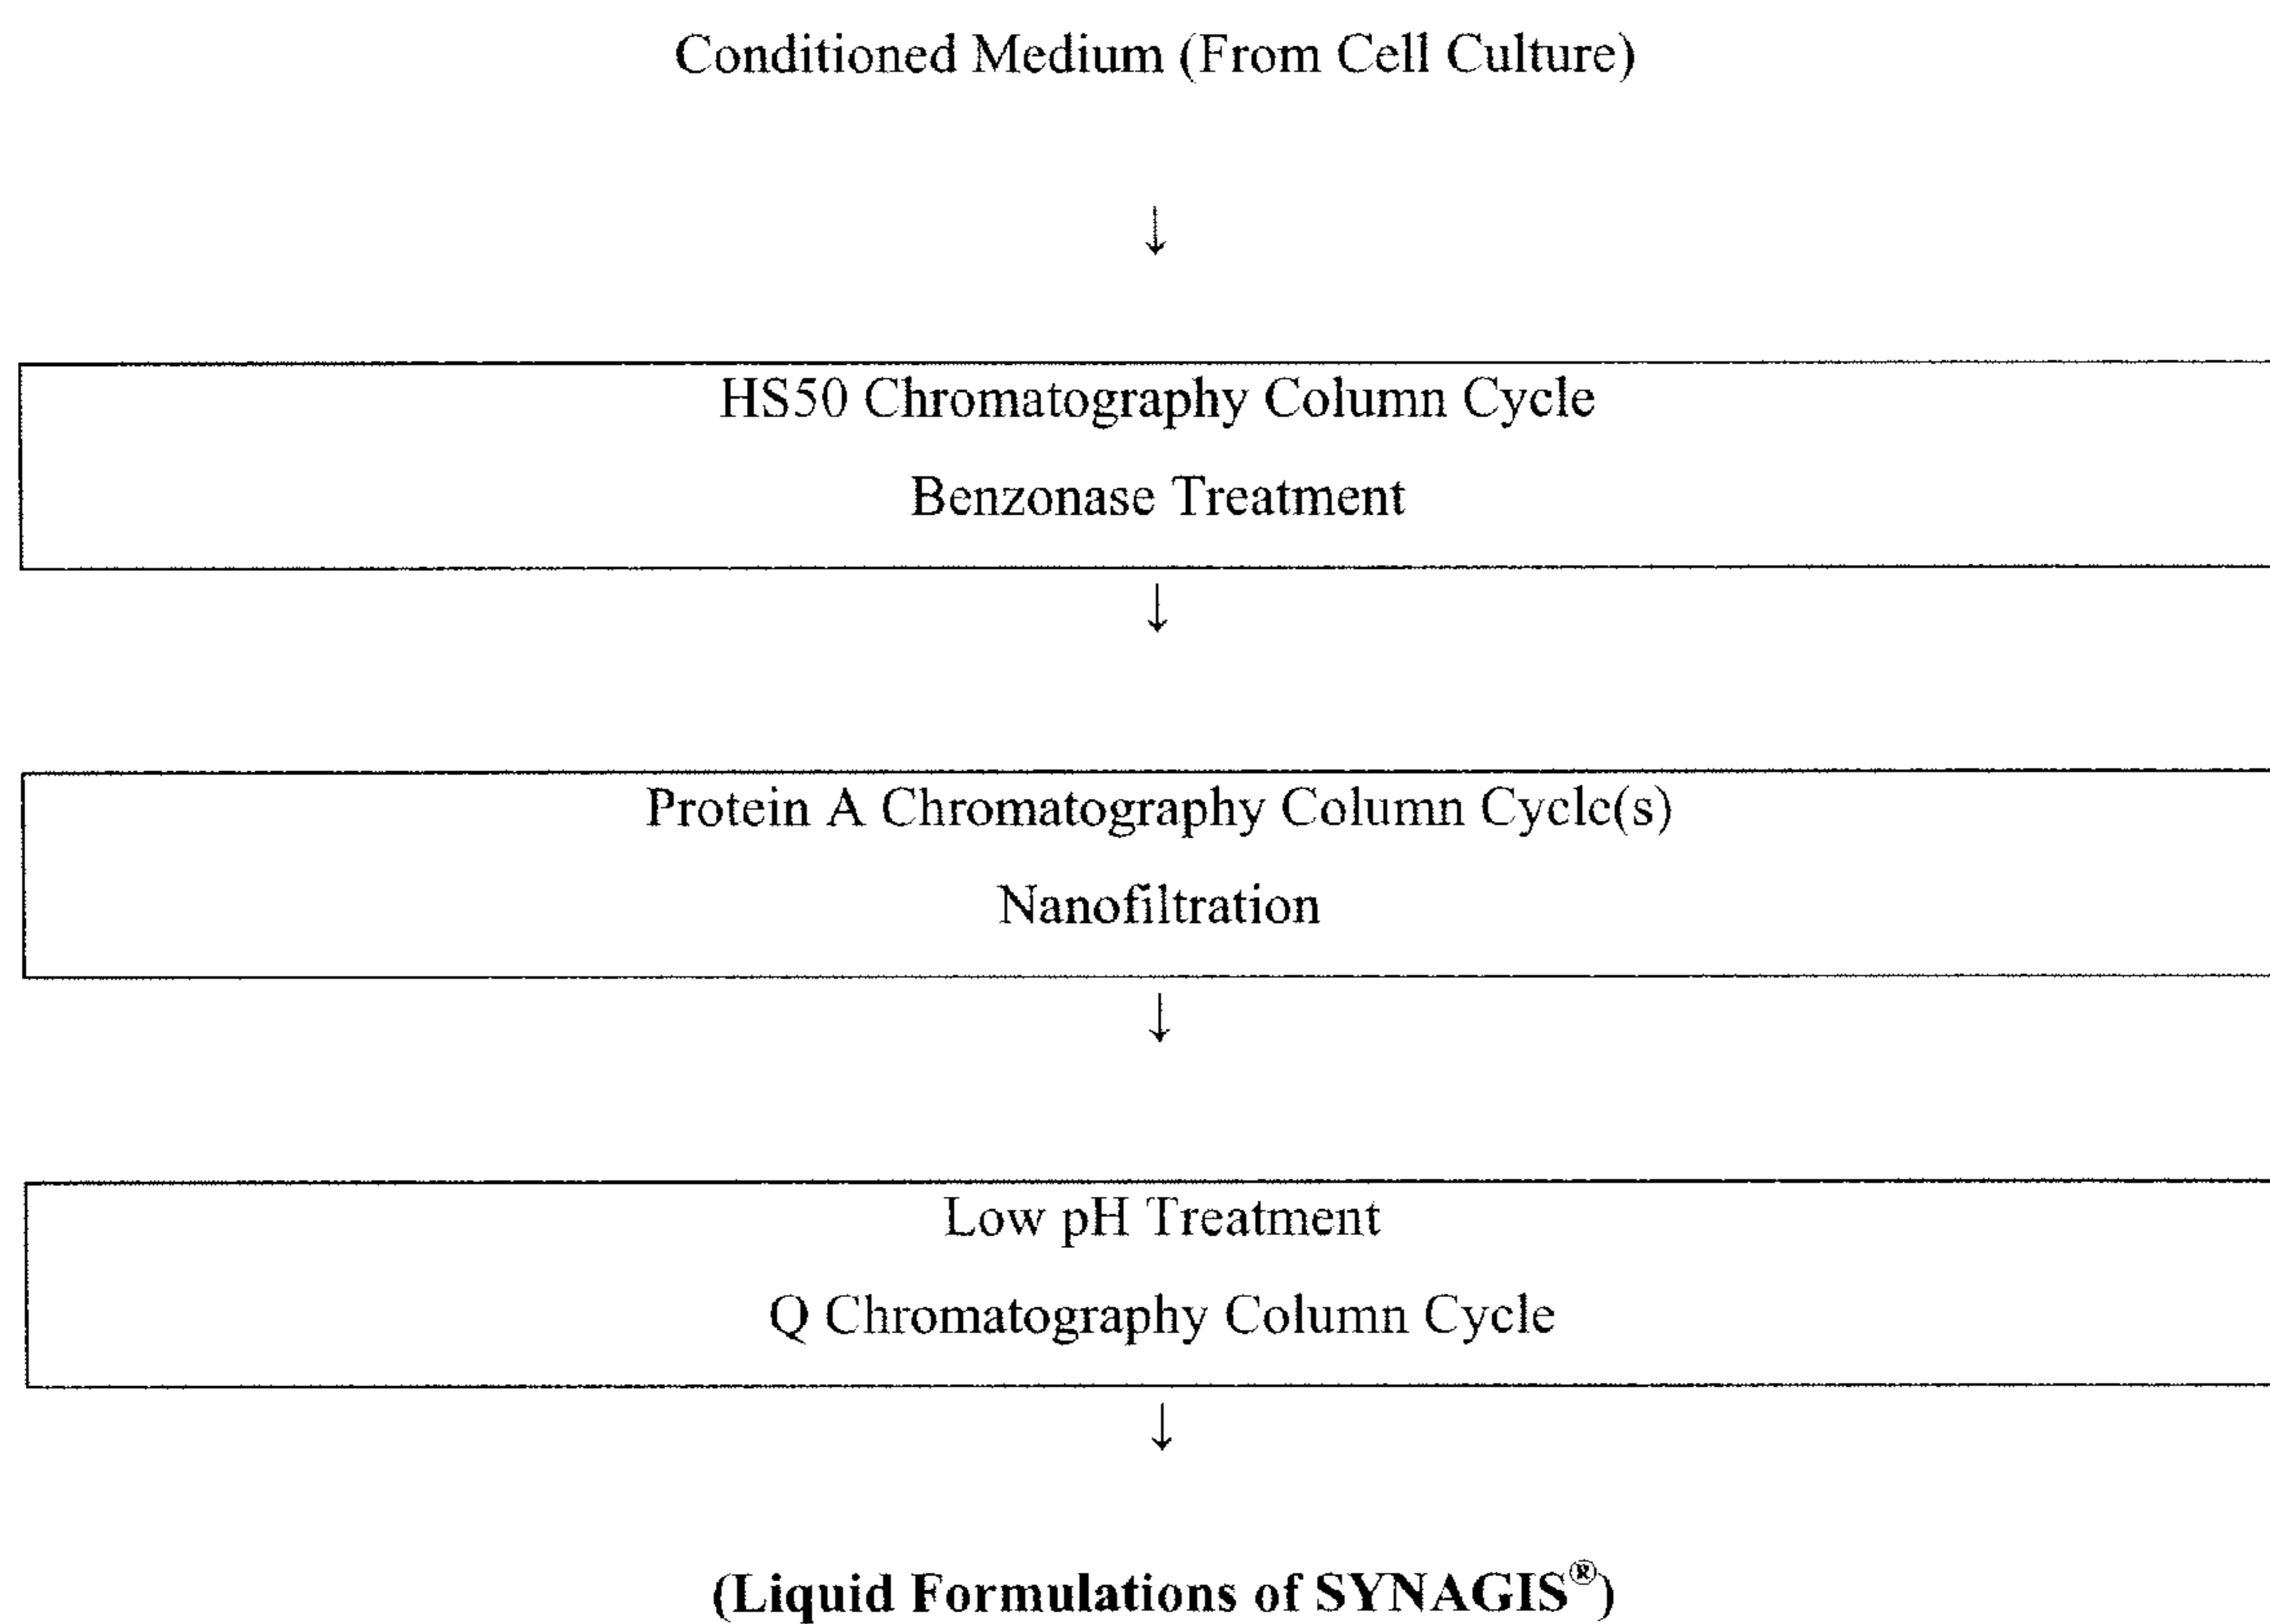 Conditioned Medium (From Cell Culture)
↓
HS50 Chromatography Column Cycle
Benzonase Treatment
↓
Protein A Chromatography Column Cycle(s)
Nanofiltration
↓
Low pH Treatment
Q Chromatography Column Cycle
↓
(Liquid Formulations of SYNAGIS®)